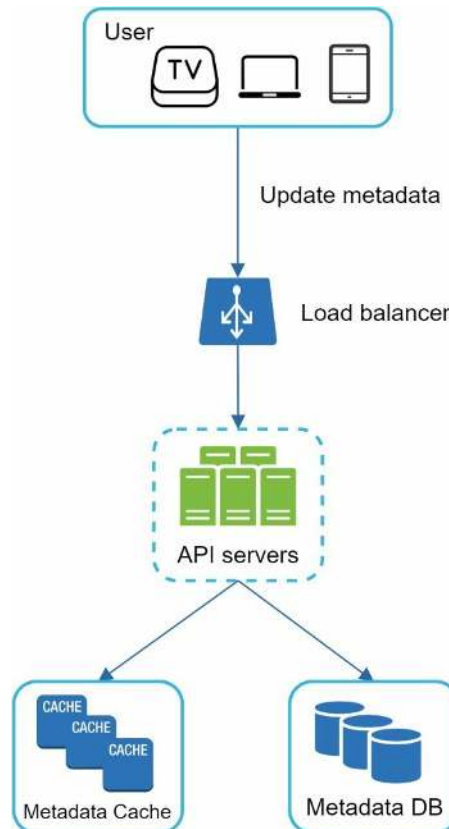 User
TV
Update metadata
Load balancer
API servers
CACHE
CACHE
CACHE
Metadata Cache
Metadata DB